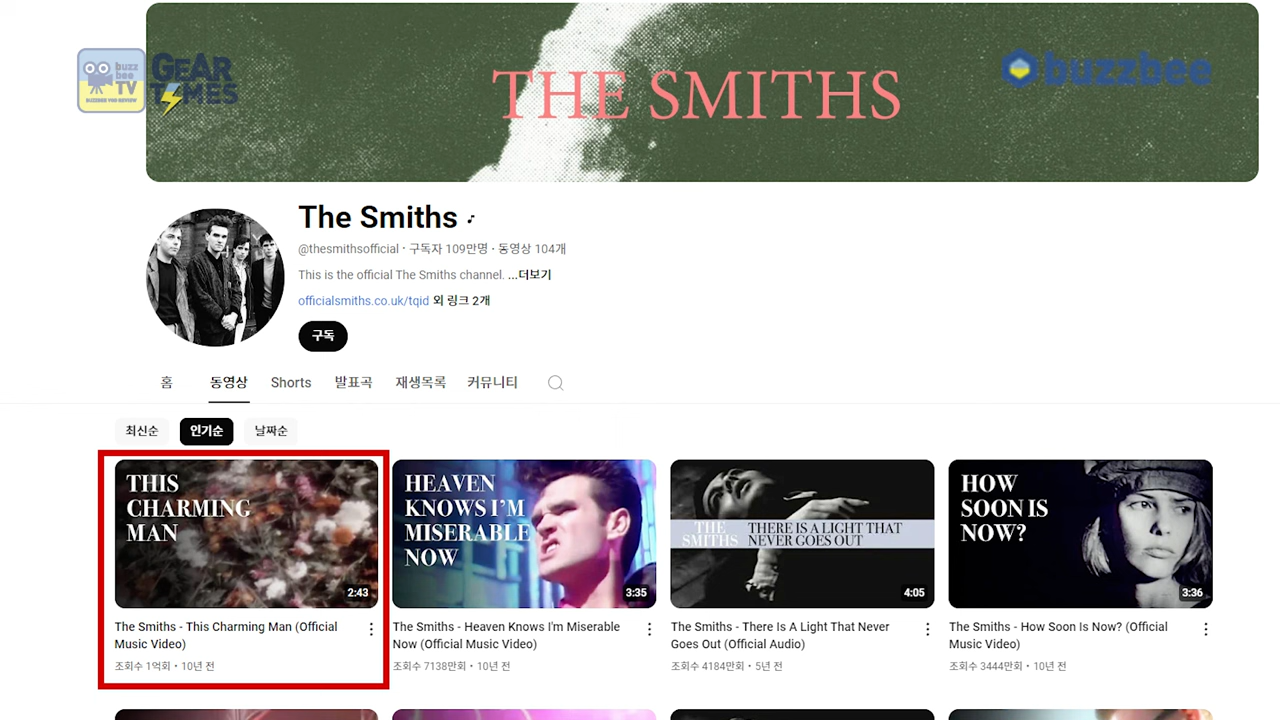 buzz
bee
TV
BUZZBEE FUN REVIEW
GEAR
TIMES
THE SMITHS
buzzbee
The Smiths
@thesmithsofficial · 구독자 109만명 · 동영상 104개
This is the official The Smiths channel. ...더보기
officialsmiths.co.uk/tqid 외 링크 2개
구독
홈 동영상 Shorts 발표곡 재생목록 커뮤니티
최신순 인기순 날짜순
THIS
CHARMING
MAN
2:43
The Smiths - This Charming Man (Official
Music Video)
조회수 1억회 · 10년 전
HEAVEN
KNOWS I'M
MISERABLE
NOW
3:35
The Smiths - Heaven Knows I'm Miserable
Now (Official Music Video)
조회수 7138만회 · 10년 전
THE
SMITHS
THERE IS A LIGHT THAT
NEVER GOES OUT
4:05
The Smiths - There Is A Light That Never
Goes Out (Official Audio)
조회수 4184만회 · 5년 전
HOW
SOON IS
NOW?
3:36
The Smiths - How Soon Is Now? (Official
Music Video)
조회수 3444만회 · 10년 전